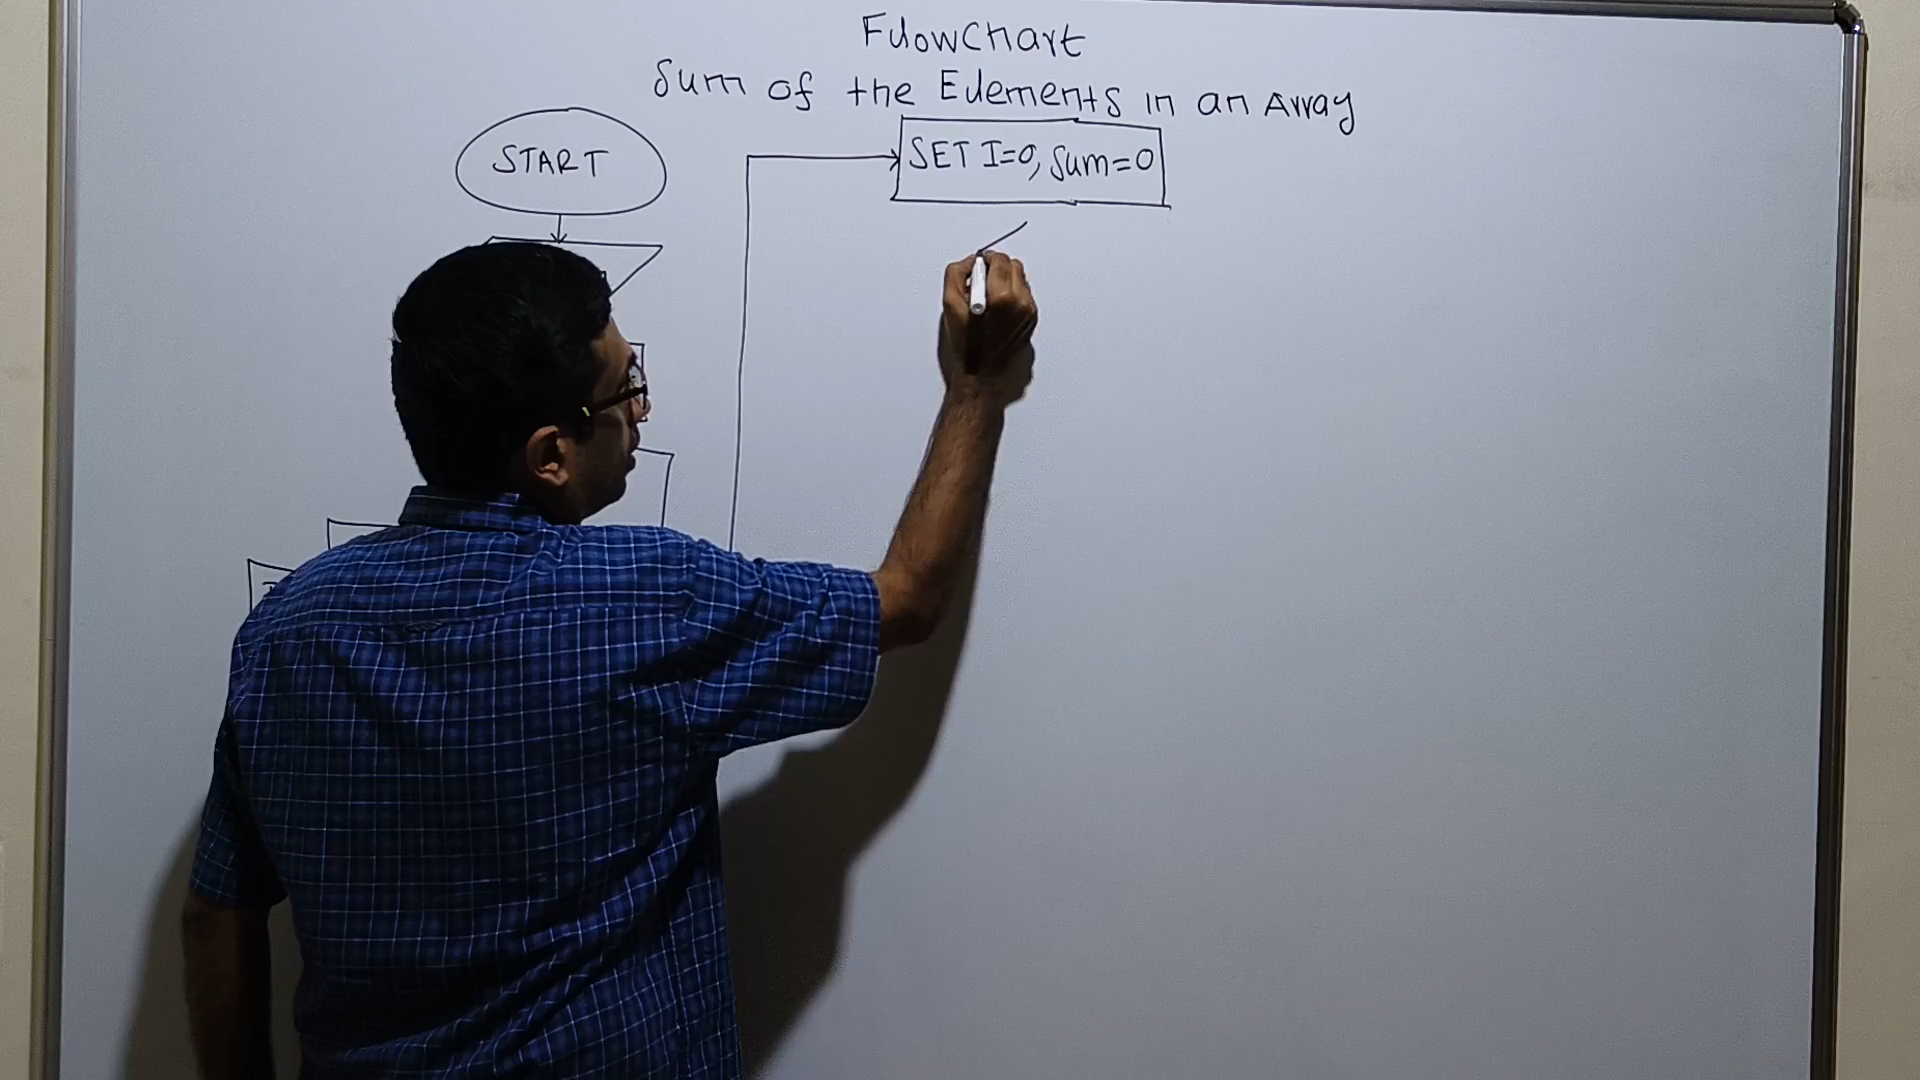 FlowChart
Sum of the Elements in an Array
START
SET I=0, Sum=0